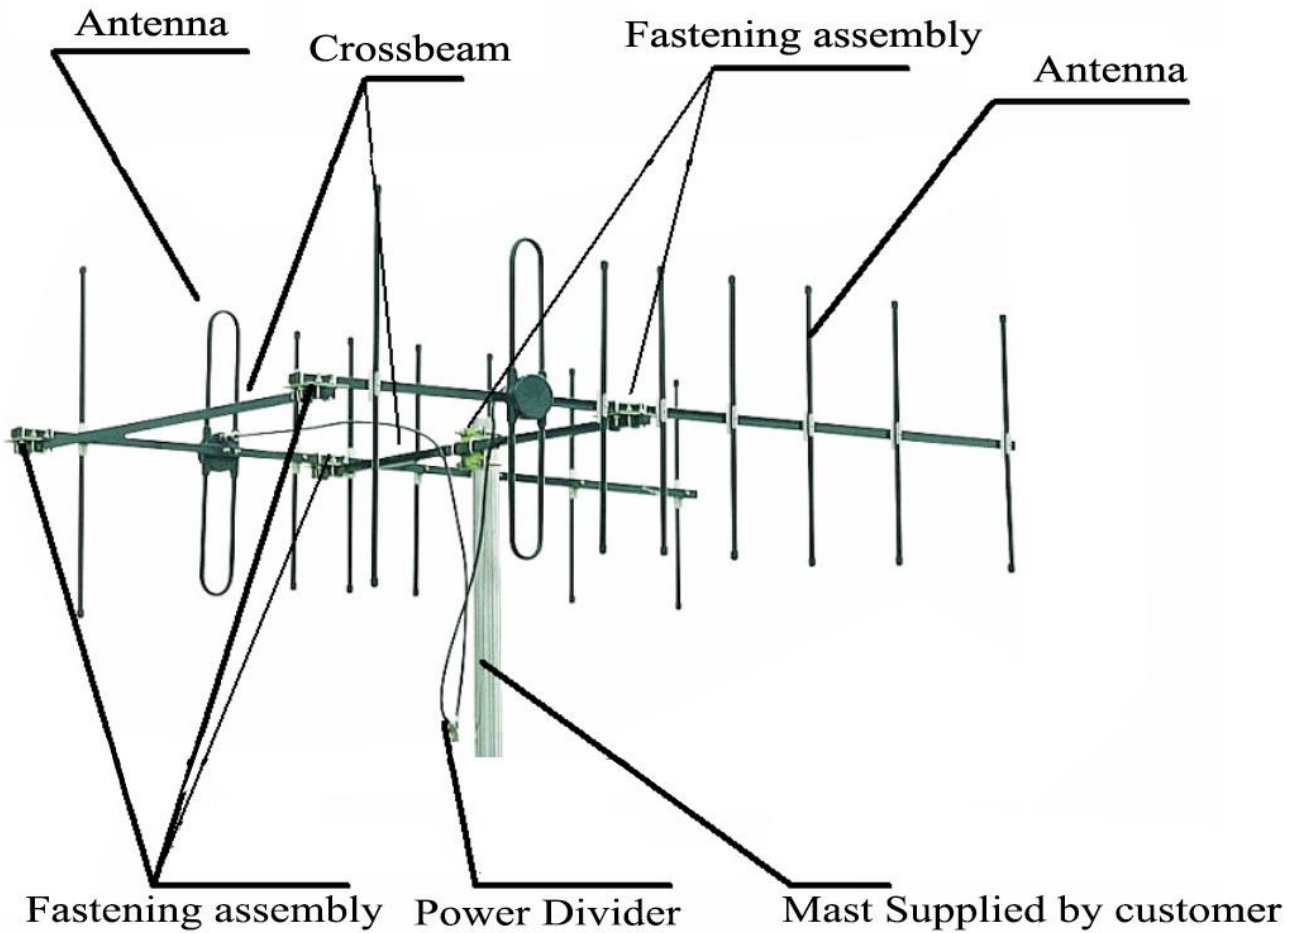 Antenna
Crossbeam
Fastening assembly
Antenna
Fastening assembly
Power Divider
Mast Supplied by customer